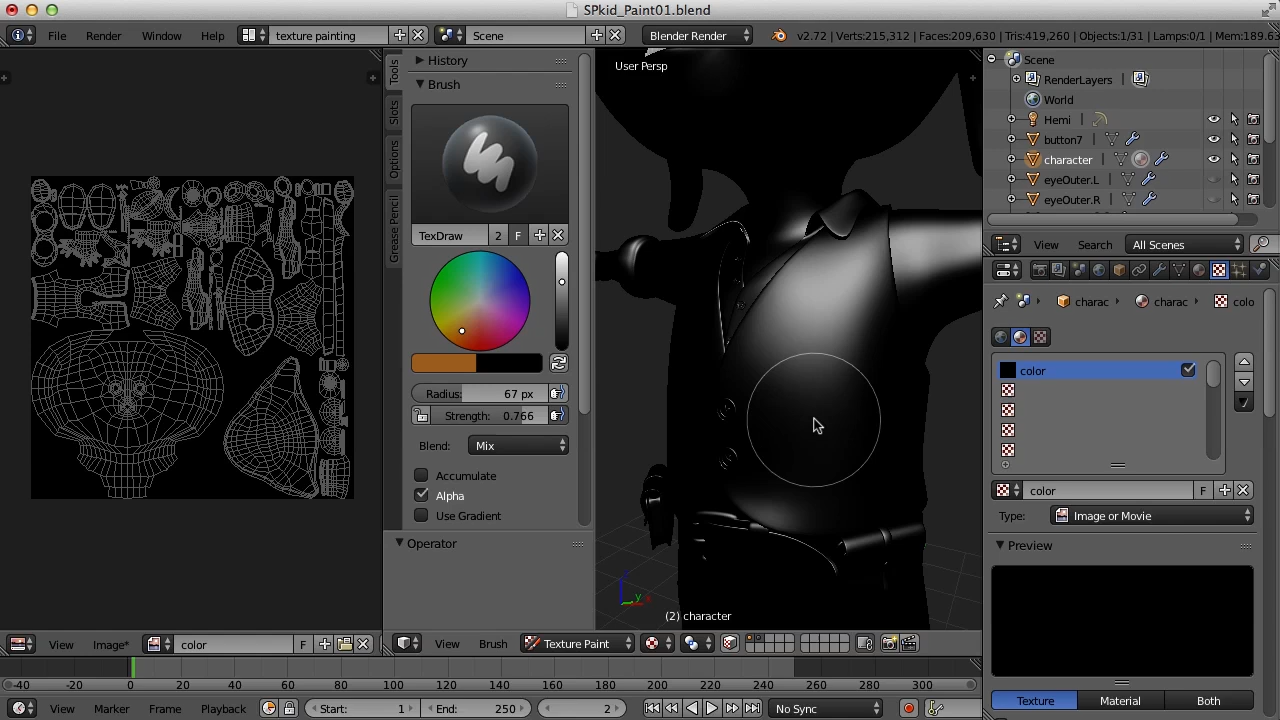 SPkid_Paint01.blend
File Render Window Help texture painting Scene Blender Render v2.72 | Verts:215,312 | Faces:209,630 | Tris:419,260 | Objects:1/31 | Lamps:0/1 | Mem:189.63
Tools
Slots
Options
Grease Pencil
History
Brush
TexDraw 2 F
Radius: 67 px
Strength: 0.766
Blend: Mix
Accumulate
Alpha
Use Gradient
Operator
User Persp
(2) character
Scene
RenderLayers
World
Hemi
button7
character
eyeOuter.L
eyeOuter.R
View Search All Scenes
charac charac colo
color
color F
Type: Image or Movie
Preview
Texture Material Both
View Image* color F
View Brush Texture Paint
-40 -20 0 20 40 60 80 100 120 140 160 180 200 220 240 260 280 300
View Marker Frame Playback Start: 1 End: 250 2 No Sync